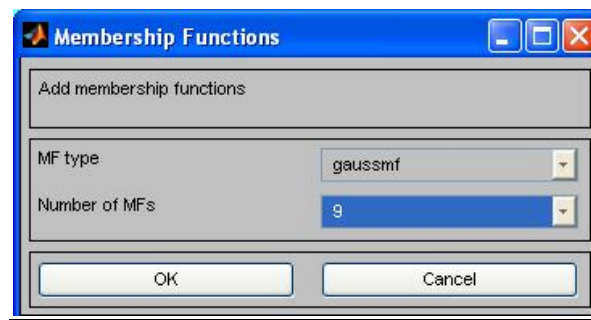 Membership Functions
Add membership functions
MF type
gaussmf
Number of MFs
9
OK
Cancel